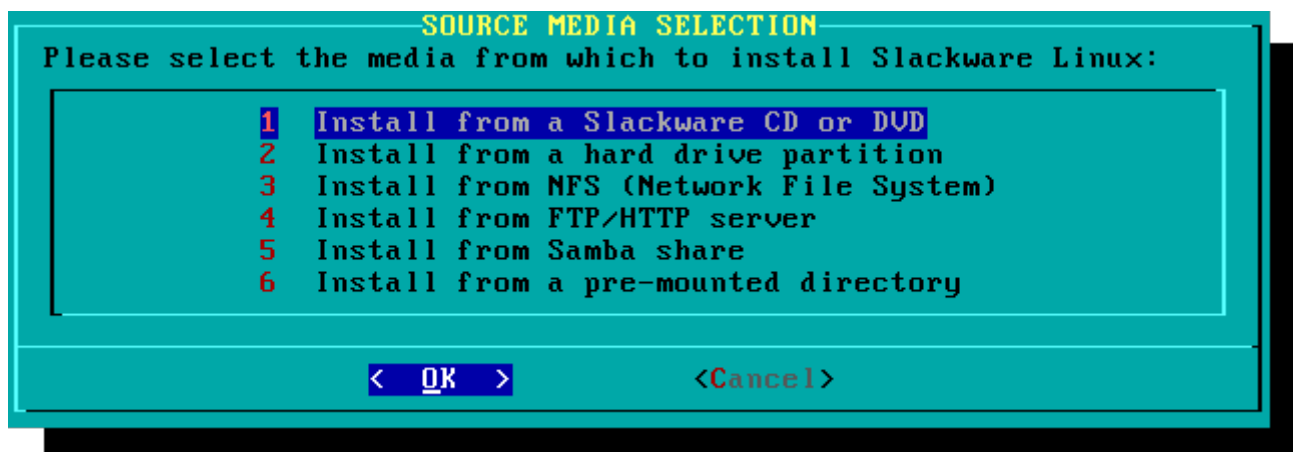 SOURCE MEDIA SELECTION
Please select the media from which to install Slackware Linux:
1 Install from a Slackware CD or DVD
2 Install from a hard drive partition
3 Install from NFS (Network File System)
4 Install from FTP/HTTP server
5 Install from Samba share
6 Install from a pre-mounted directory
< OK > <Cancel>